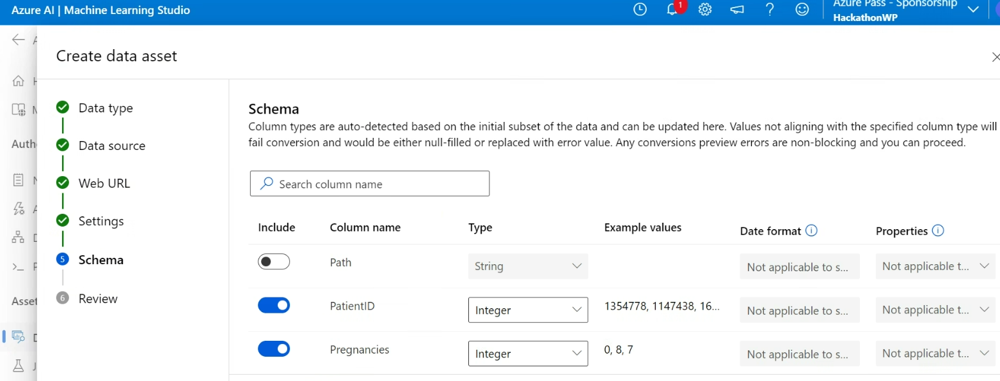 Azure AI | Machine Learning Studio
1
Azure Pass - Sponsorship
HackathonWP
Create data asset
Data type
Data source
Web URL
Settings
5 Schema
6 Review
Schema
Column types are auto-detected based on the initial subset of the data and can be updated here. Values not aligning with the specified column type will
fail conversion and would be either null-filled or replaced with error value. Any conversions preview errors are non-blocking and you can proceed.
Search column name
Include Column name Type Example values Date format Properties
Path String Not applicable to s... Not applicable t...
PatientID Integer 1354778, 1147438, 16... Not applicable to s... Not applicable t...
Pregnancies Integer 0, 8, 7 Not applicable to s... Not applicable t...
Auth
Asset